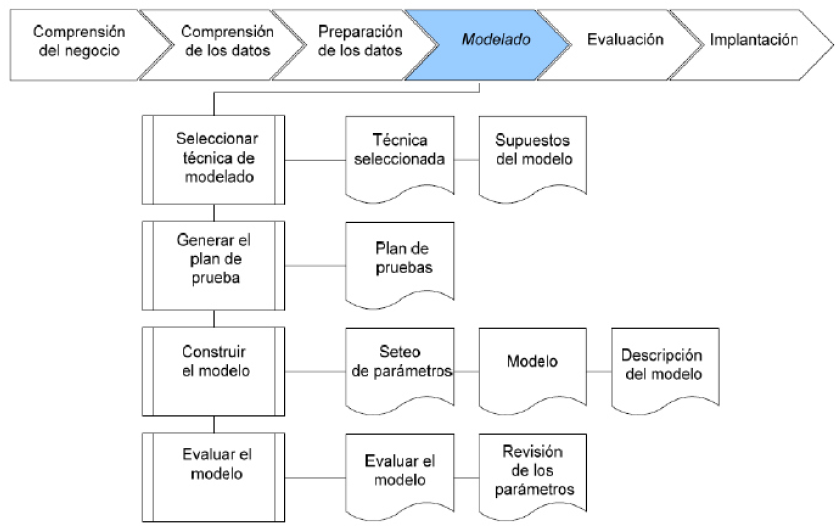 Comprensión
del negocio
Comprensión
de los datos
Preparación
de los datos
Modelado
Evaluación
Implantación
Seleccionar
técnica de
modelado
Técnica
seleccionada
Supuestos
del modelo
Generar el
plan de
prueba
Plan de
pruebas
Construir
el modelo
Seteo
de parámetros
Modelo
Descripción
del modelo
Evaluar el
modelo
Evaluar el
modelo
Revisión
de los
parámetros